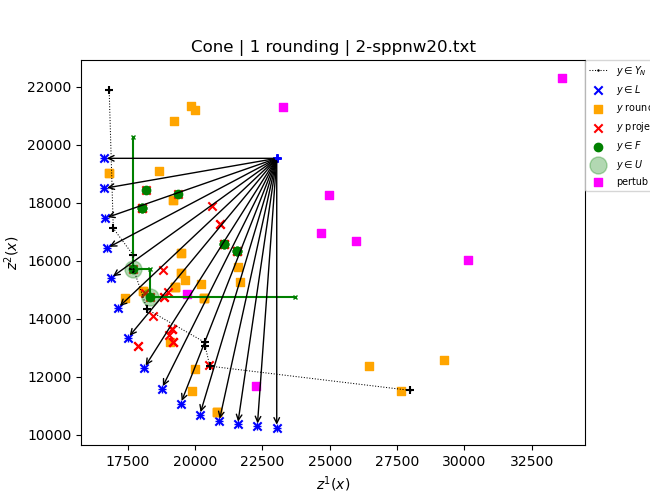 Cone | 1 rounding | 2-sppnw20.txt
z²(x)
22000
20000
18000
16000
14000
12000
10000
17500 20000 22500 25000 27500 30000 32500
z¹(x)
y ∈ Y_N
y ∈ L
y roun
y proje
y ∈ F
y ∈ U
pertub